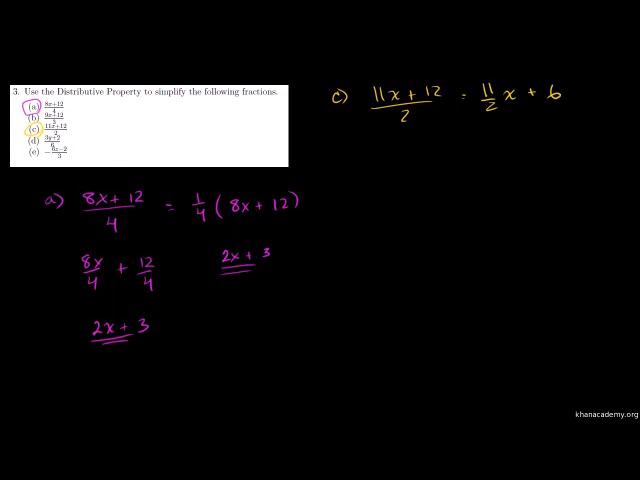 3. Use the Distributive Property to simplify the following fractions.
(a) (8x+12)/4
(b) (9x+12)/3
(c) (11x+12)/2
(d) (3y+2)/6
(e) −(6z−2)/3
c) (11x + 12)/2 = 11/2 x + 6
a) (8x + 12)/4 = 1/4 (8x + 12)
8x/4 + 12/4 2x + 3
2x + 3
khanacademy.org